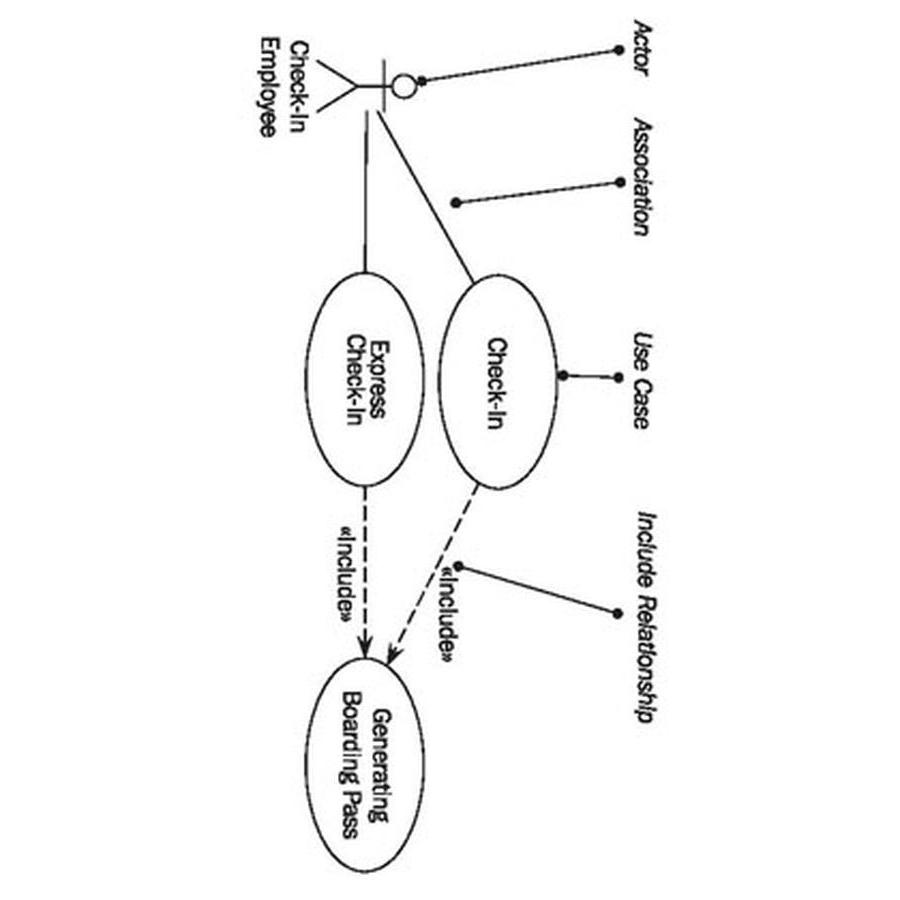 Actor
Association
Use Case
Include Relationship
Check-In
«Include»
Check-In
Employee
Express
Check-In
«Include»
Generating
Boarding Pass